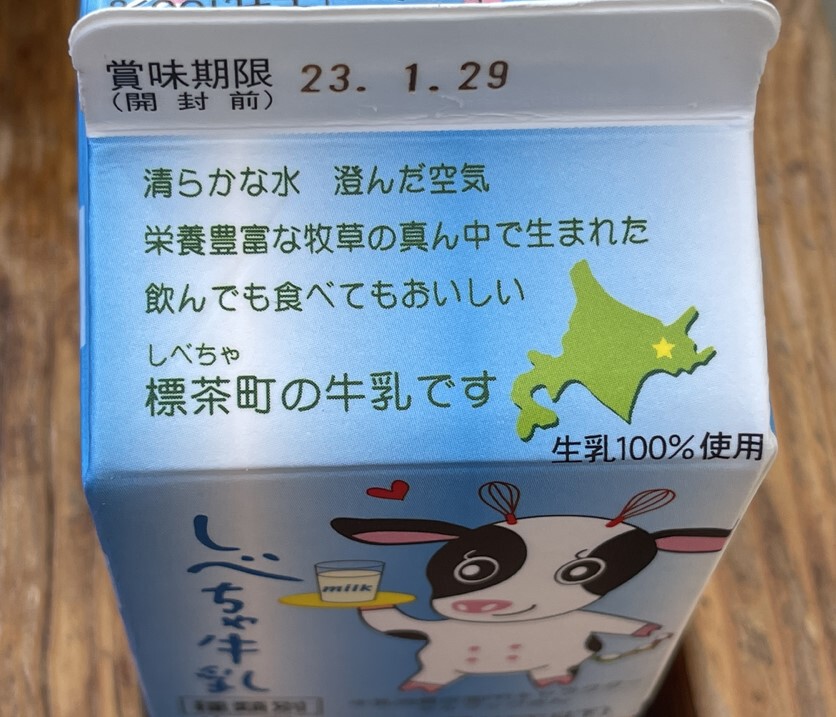 賞味期限 23. 1.29
(開封前)
清らかな水　澄んだ空気
栄養豊富な牧草の真ん中で生まれた
飲んでも食べてもおいしい
しべちゃ
標茶町の牛乳です
生乳100%使用
milk
しべちゃ牛乳
種類別